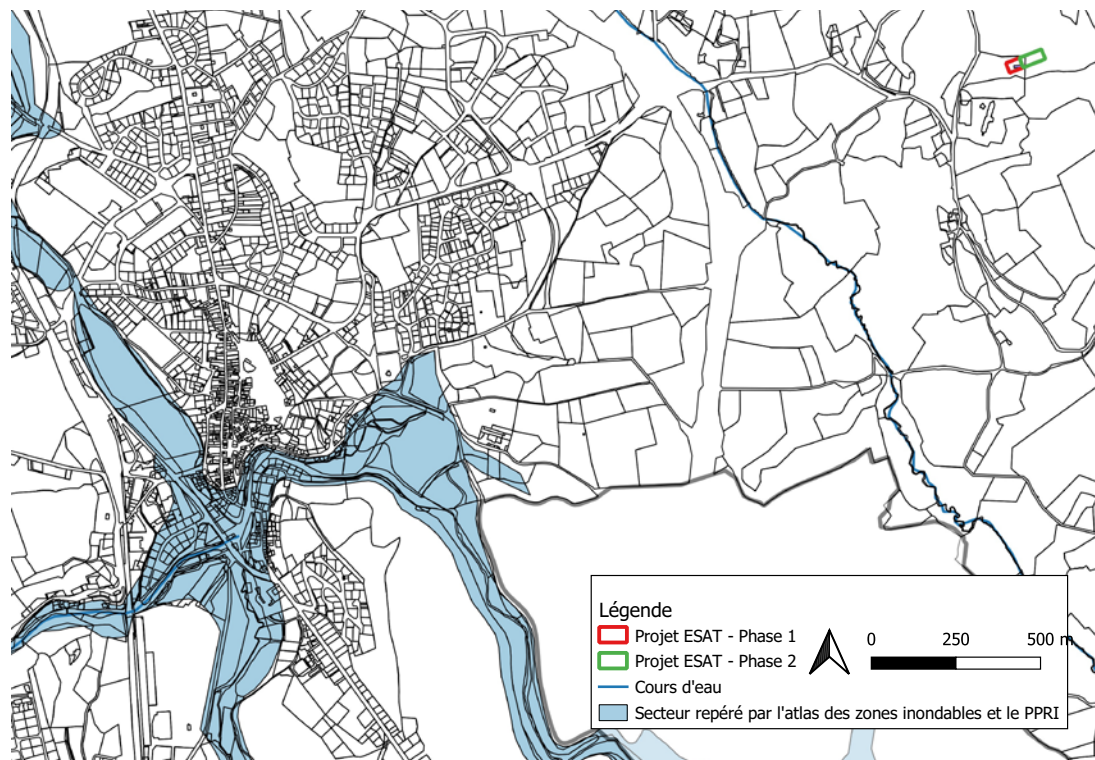 Légende
Projet ESAT - Phase 1
Projet ESAT - Phase 2
Cours d'eau
Secteur repéré par l'atlas des zones inondables et le PPRI
0 250 500 m